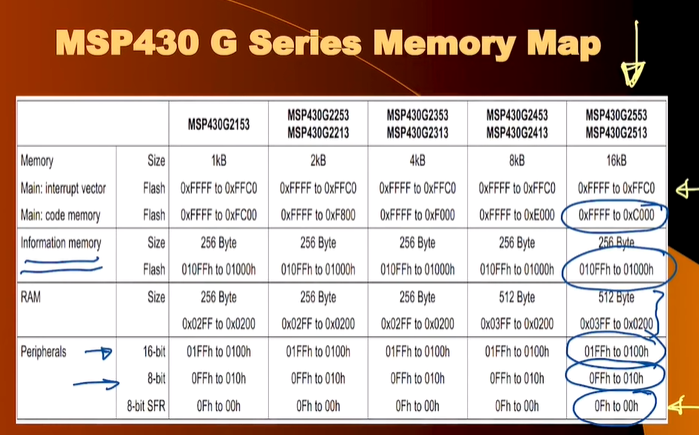 MSP430 G Series Memory Map
MSP430G2153 MSP430G2253 MSP430G2213 MSP430G2353 MSP430G2313 MSP430G2453 MSP430G2413 MSP430G2553 MSP430G2513
Memory Size 1kB 2kB 4kB 8kB 16kB
Main: interrupt vector Flash 0xFFFF to 0xFFC0 0xFFFF to 0xFFC0 0xFFFF to 0xFFC0 0xFFFF to 0xFFC0 0xFFFF to 0xFFC0
Main: code memory Flash 0xFFFF to 0xFC00 0xFFFF to 0xF800 0xFFFF to 0xF000 0xFFFF to 0xE000 0xFFFF to 0xC000
Information memory Size 256 Byte 256 Byte 256 Byte 256 Byte 256 Byte
Flash 010FFh to 01000h 010FFh to 01000h 010FFh to 01000h 010FFh to 01000h 010FFh to 01000h
RAM Size 256 Byte 256 Byte 256 Byte 512 Byte 512 Byte
0x02FF to 0x0200 0x02FF to 0x0200 0x02FF to 0x0200 0x03FF to 0x0200 0x03FF to 0x0200
Peripherals 16-bit 01FFh to 0100h 01FFh to 0100h 01FFh to 0100h 01FFh to 0100h 01FFh to 0100h
8-bit 0FFh to 010h 0FFh to 010h 0FFh to 010h 0FFh to 010h 0FFh to 010h
8-bit SFR 0Fh to 00h 0Fh to 00h 0Fh to 00h 0Fh to 00h 0Fh to 00h